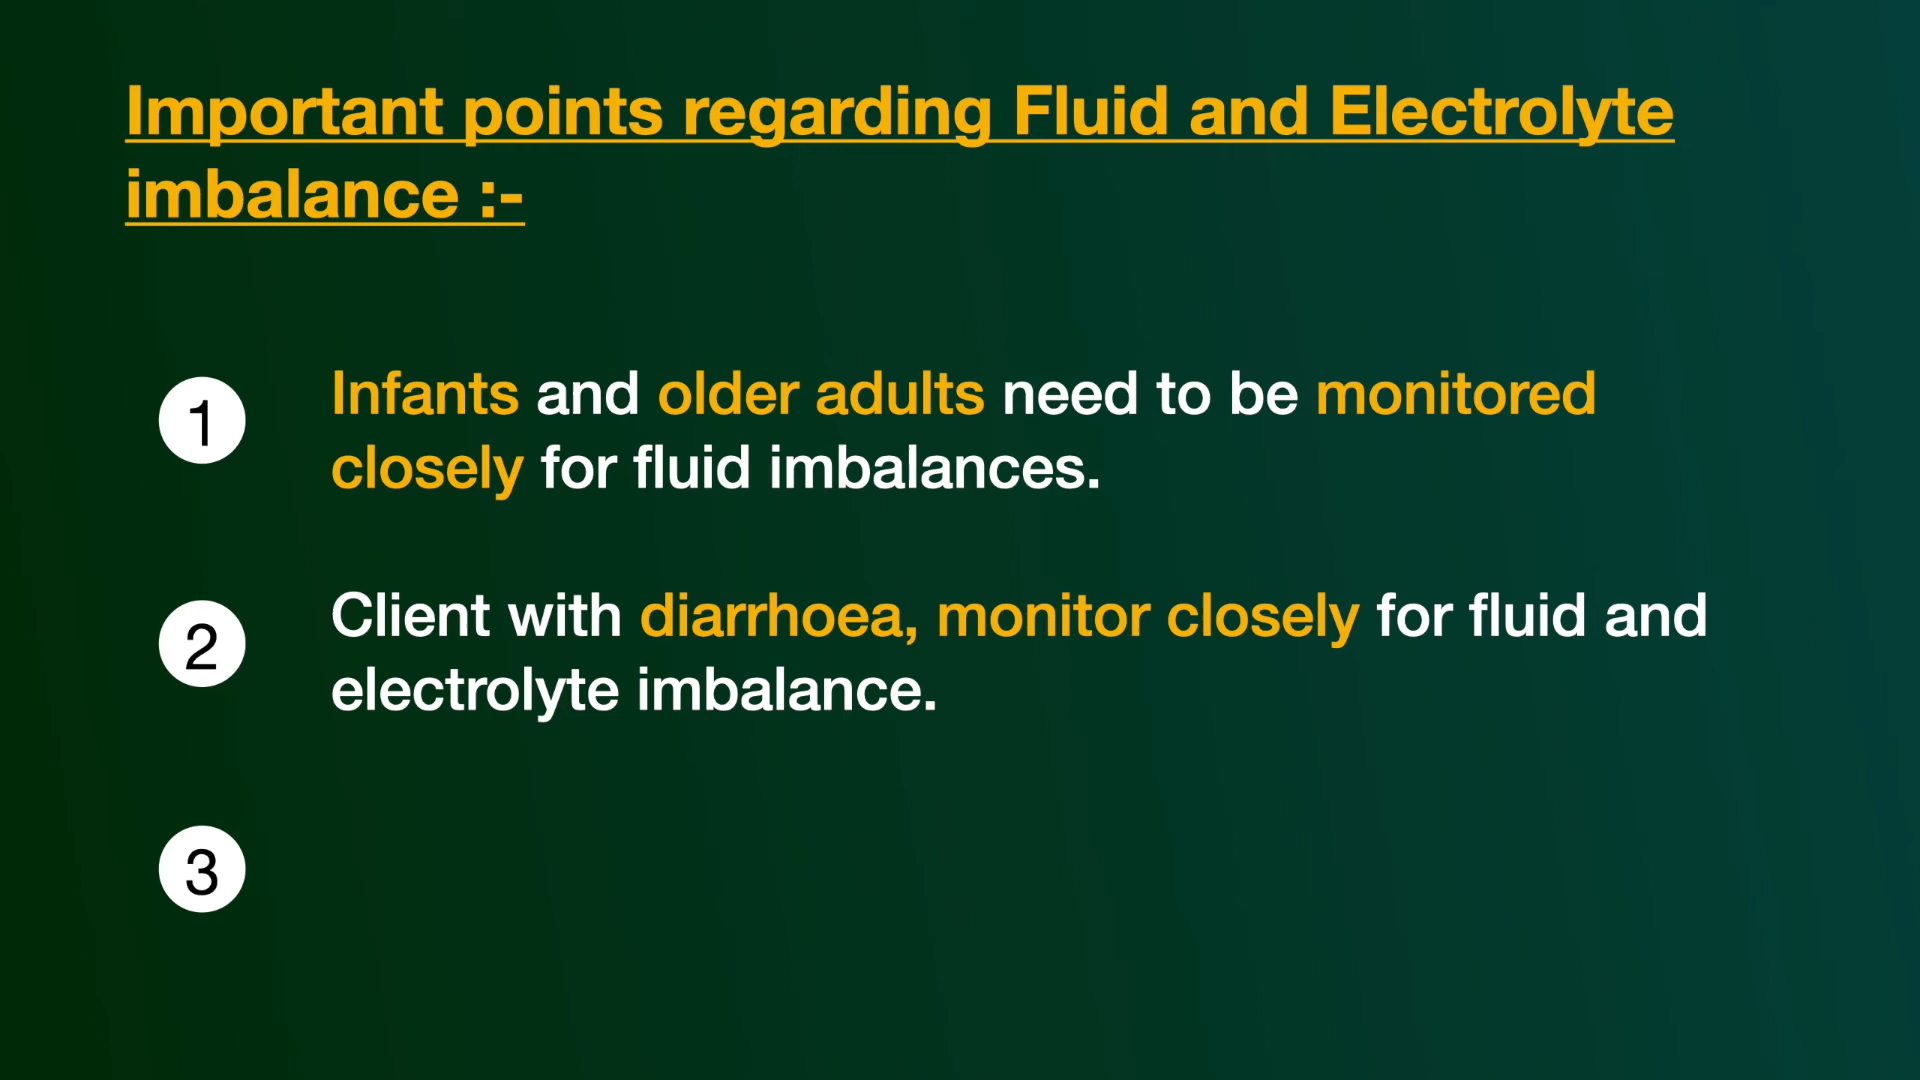 Important points regarding Fluid and Electrolyte
imbalance :-
1 Infants and older adults need to be monitored
closely for fluid imbalances.
2 Client with diarrhoea, monitor closely for fluid and
electrolyte imbalance.
3